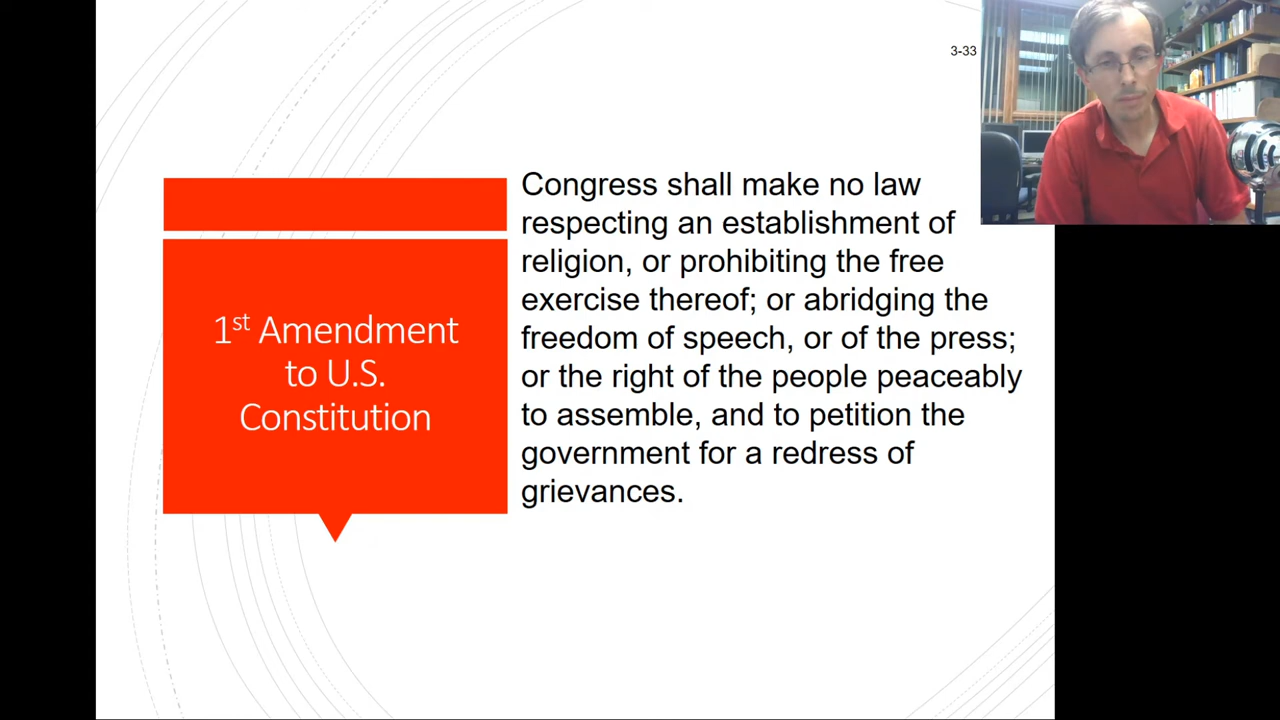 3-33
1st Amendment
to U.S.
Constitution
Congress shall make no law
respecting an establishment of
religion, or prohibiting the free
exercise thereof; or abridging the
freedom of speech, or of the press;
or the right of the people peaceably
to assemble, and to petition the
government for a redress of
grievances.